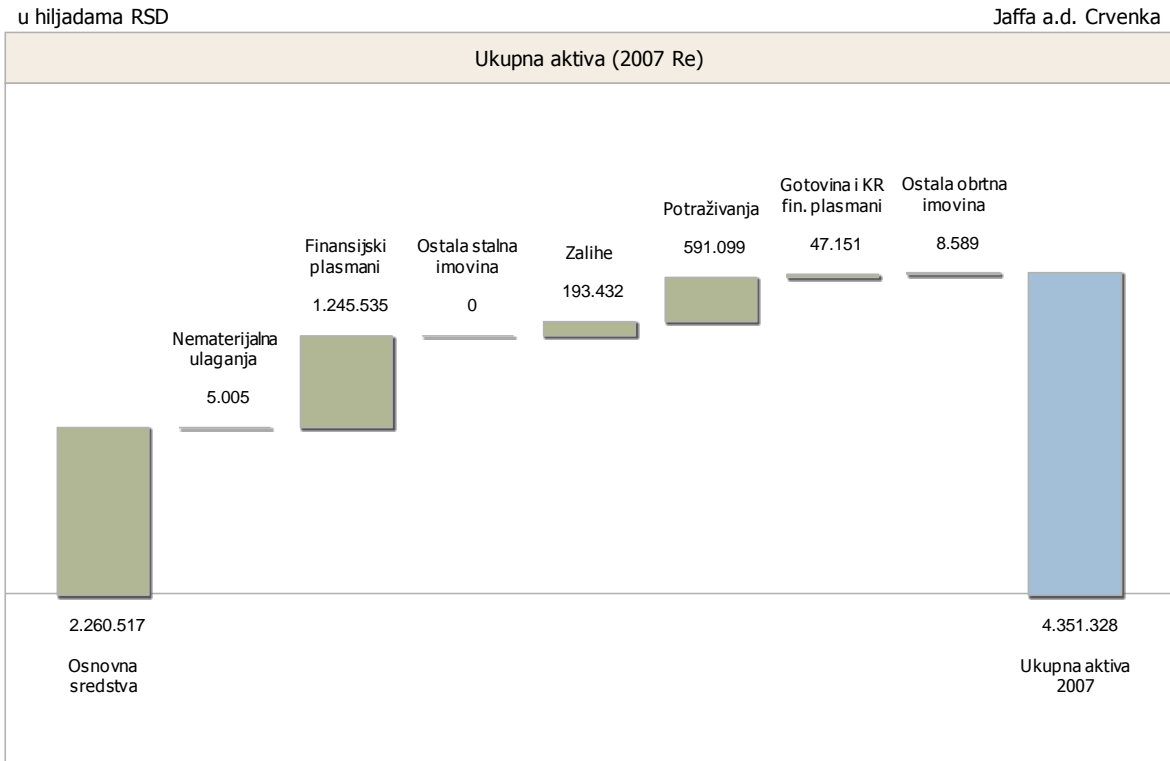 u hiljadama RSD
Jaffa a.d. Crvenka
Ukupna aktiva (2007 Re)
2.260.517
Osnovna
sredstva
Nematerijalna
ulaganja
5.005
Finansijski
plasmani
1.245.535
Ostala stalna
imovina
0
Zalihe
193.432
Potraživanja
591.099
Gotovina i KR
fin. plasmani
47.151
Ostala obrtna
imovina
8.589
4.351.328
Ukupna aktiva
2007